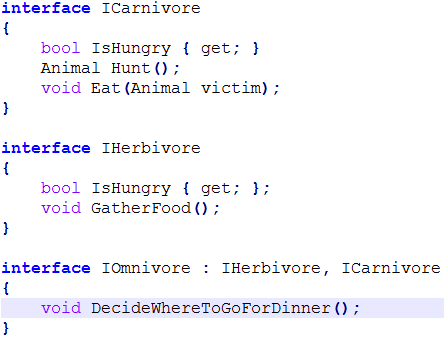 interface ICarnivore
{
    bool IsHungry { get; }
    Animal Hunt();
    void Eat(Animal victim);
}

interface IHerbivore
{
    bool IsHungry { get; };
    void GatherFood();
}

interface IOmnivore : IHerbivore, ICarnivore
{
    void DecideWhereToGoForDinner();
}